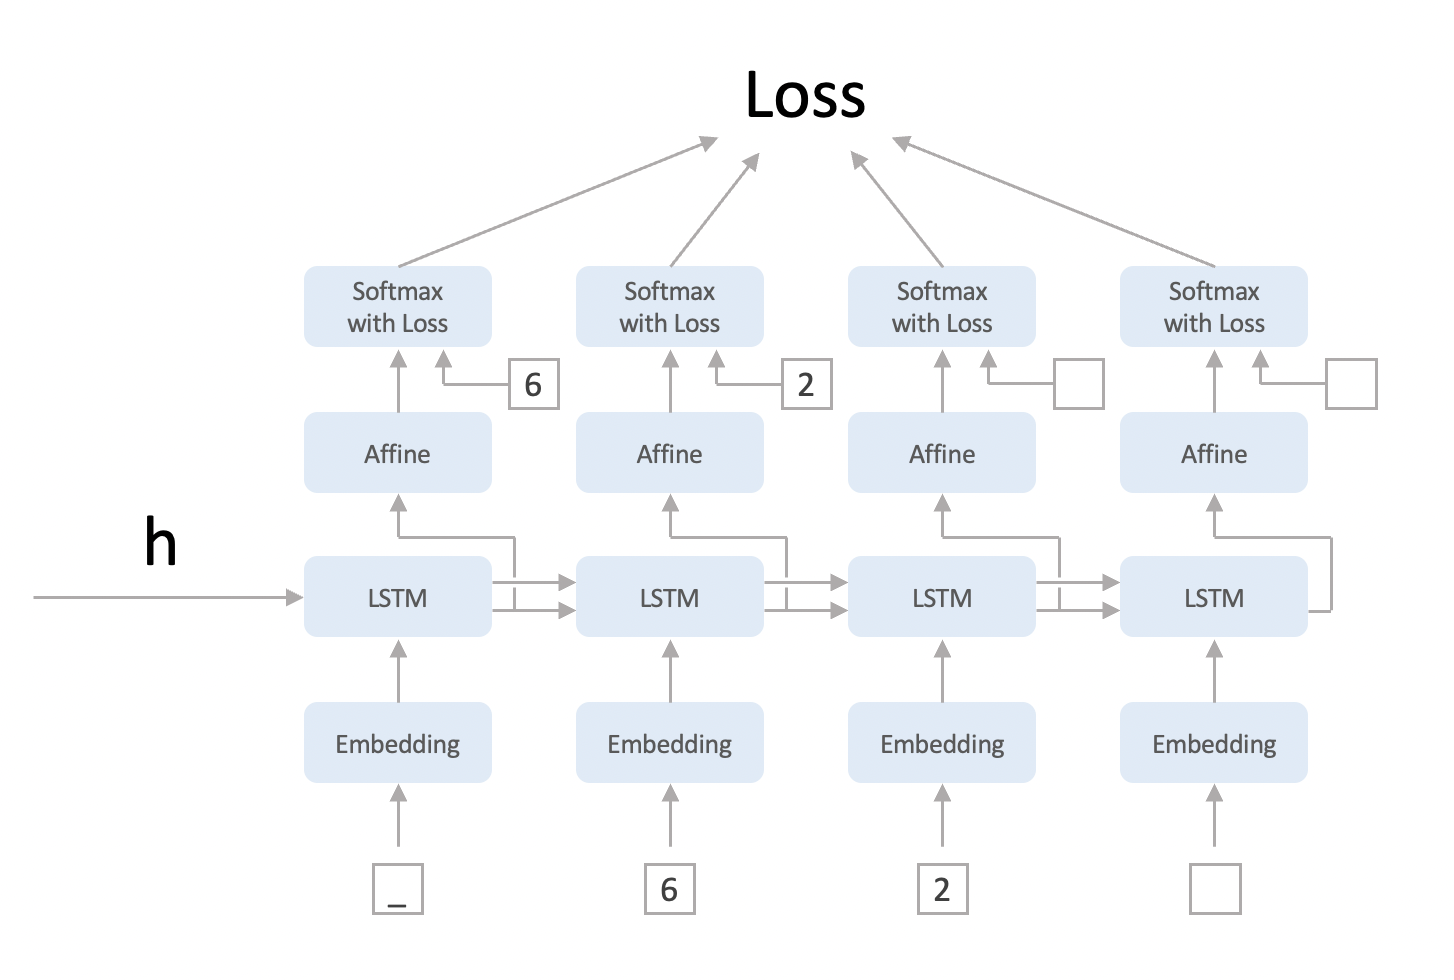 Loss
Softmax
with Loss
Softmax
with Loss
Softmax
with Loss
Softmax
with Loss
6
2
Affine
Affine
Affine
Affine
h
LSTM
LSTM
LSTM
LSTM
Embedding
Embedding
Embedding
Embedding
_
6
2